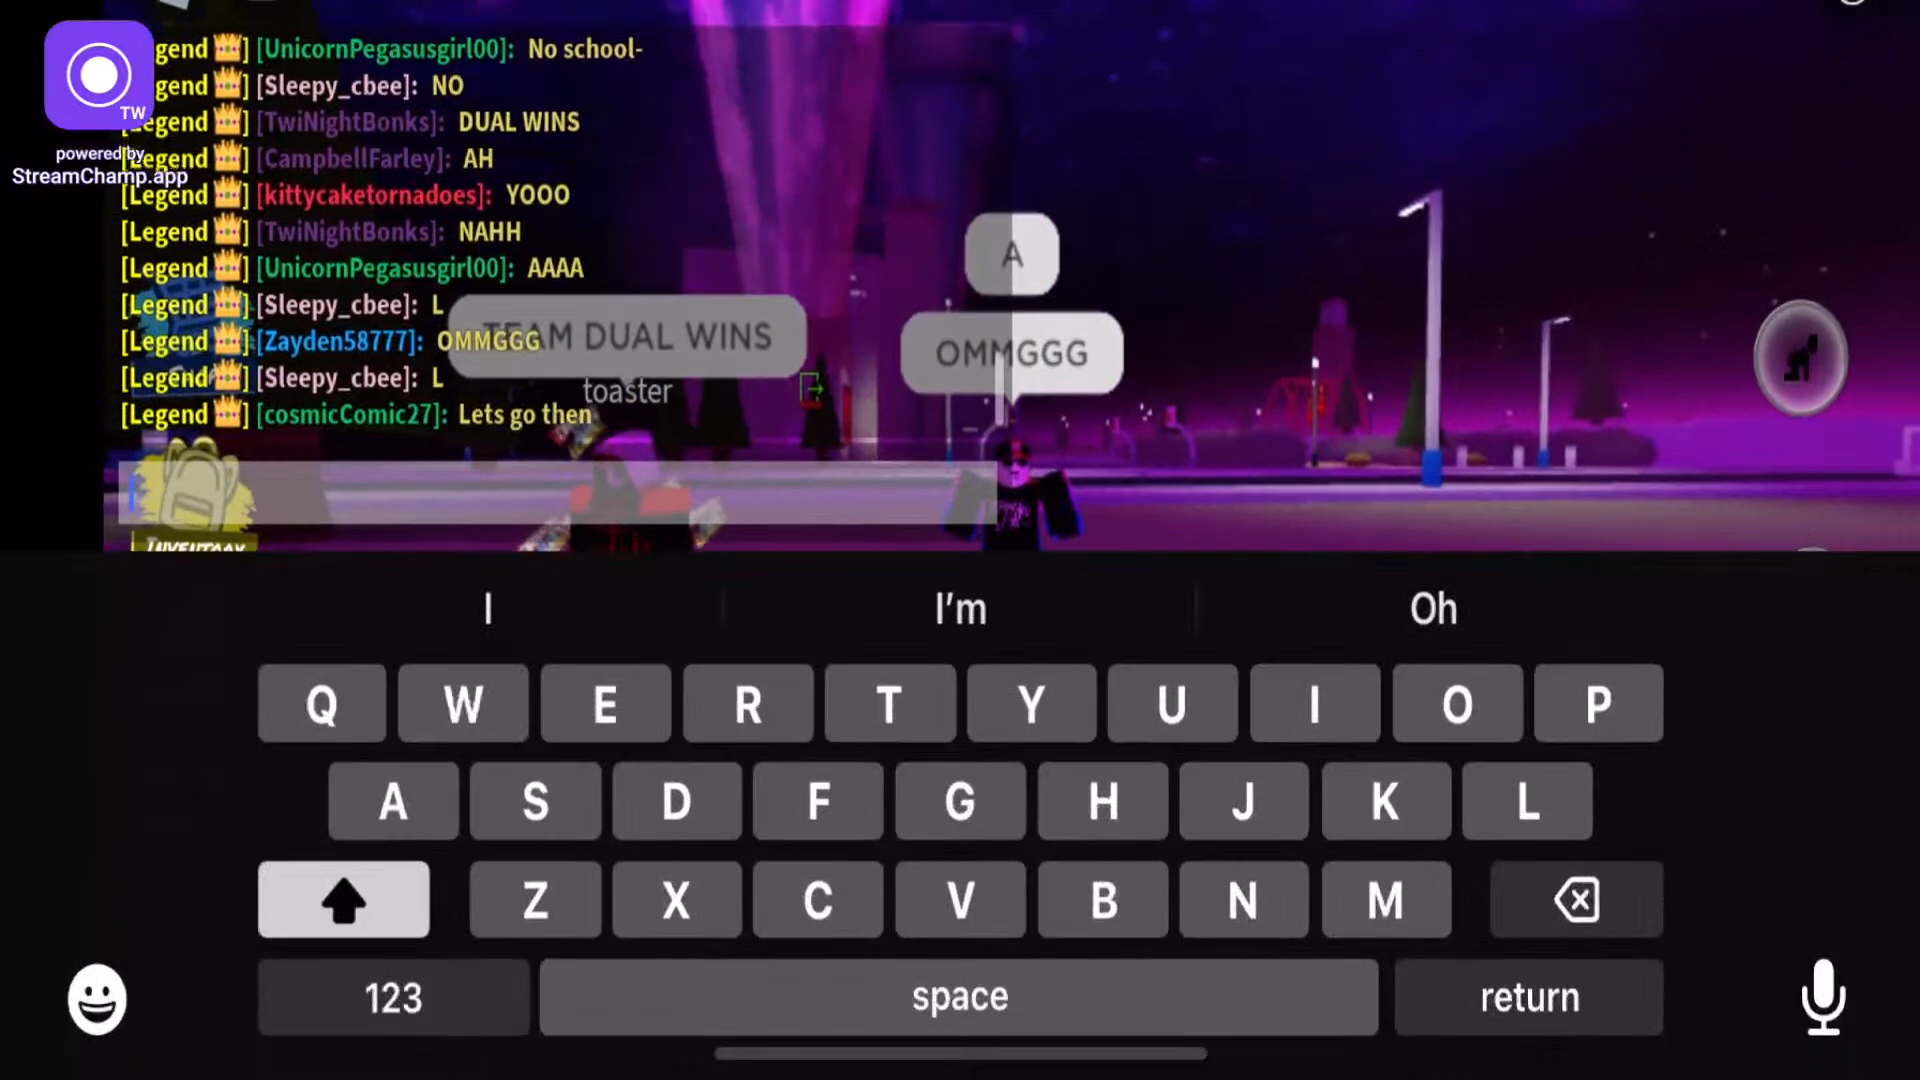 gend 👑] [UnicornPegasusgirl00]: No school-
gend 👑] [Sleepy_cbee]: NO
TW
[Legend 👑] [TwiNightBonks]: DUAL WINS
powered by
[Legend 👑] [CampbellFarley]: AH
StreamChamp.app
[Legend 👑] [kittycaketornadoes]: YOOO
[Legend 👑] [TwiNightBonks]: NAHH
A
[Legend 👑] [UnicornPegasusgirl00]: AAAA
[Legend 👑] [Sleepy_cbee]: L
TEAM DUAL WINS
[Legend 👑] [Zayden58777]: OMMGGG
OMMGGG
[Legend 👑] [Sleepy_cbee]: L
toaster
[Legend 👑] [cosmicComic27]: Lets go then
INVENTORY
I I’m Oh
Q W E R T Y U I O P
A S D F G H J K L
Z X C V B N M
123 space return